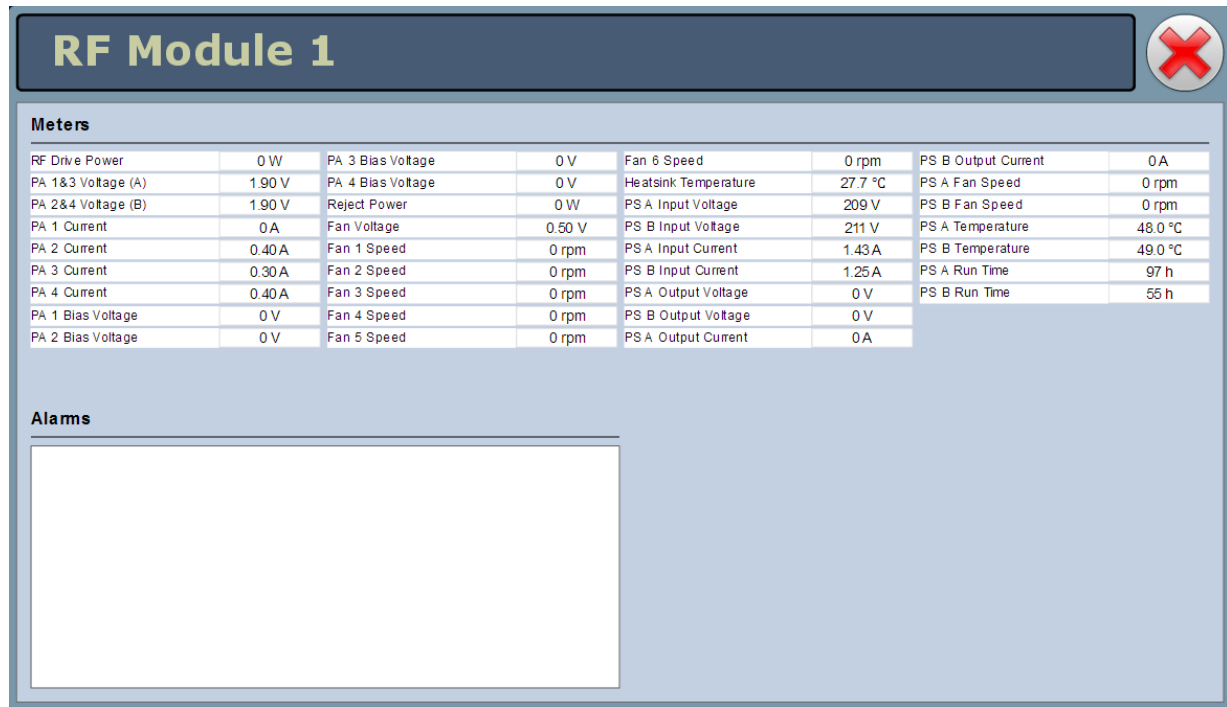 RF Module 1
Meters
RF Drive Power 0 W PA 3 Bias Voltage 0 V Fan 6 Speed 0 rpm PS B Output Current 0 A
PA 1&3 Voltage (A) 1.90 V PA 4 Bias Voltage 0 V Heatsink Temperature 27.7 °C PS A Fan Speed 0 rpm
PA 2&4 Voltage (B) 1.90 V Reject Power 0 W PS A Input Voltage 209 V PS B Fan Speed 0 rpm
PA 1 Current 0 A Fan Voltage 0.50 V PS B Input Voltage 211 V PS A Temperature 48.0 °C
PA 2 Current 0.40 A Fan 1 Speed 0 rpm PS A Input Current 1.43 A PS B Temperature 49.0 °C
PA 3 Current 0.30 A Fan 2 Speed 0 rpm PS B Input Current 1.25 A PS A Run Time 97 h
PA 4 Current 0.40 A Fan 3 Speed 0 rpm PS A Output Voltage 0 V PS B Run Time 55 h
PA 1 Bias Voltage 0 V Fan 4 Speed 0 rpm PS B Output Voltage 0 V
PA 2 Bias Voltage 0 V Fan 5 Speed 0 rpm PS A Output Current 0 A
Alarms